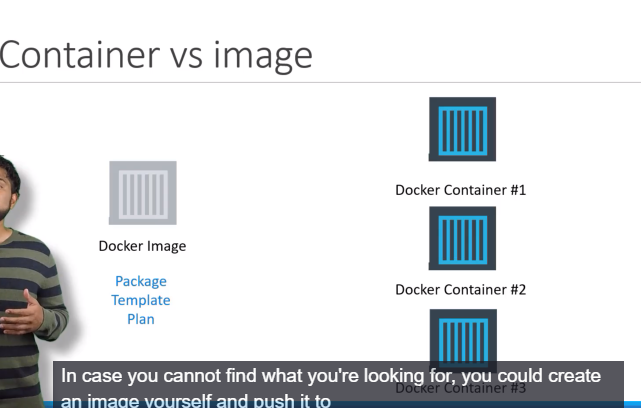 Container vs image
Docker Container #1
Docker Image
Package
Template
Plan
Docker Container #2
Docker Container #3
In case you cannot find what you're looking for, you could create
an image yourself and push it to